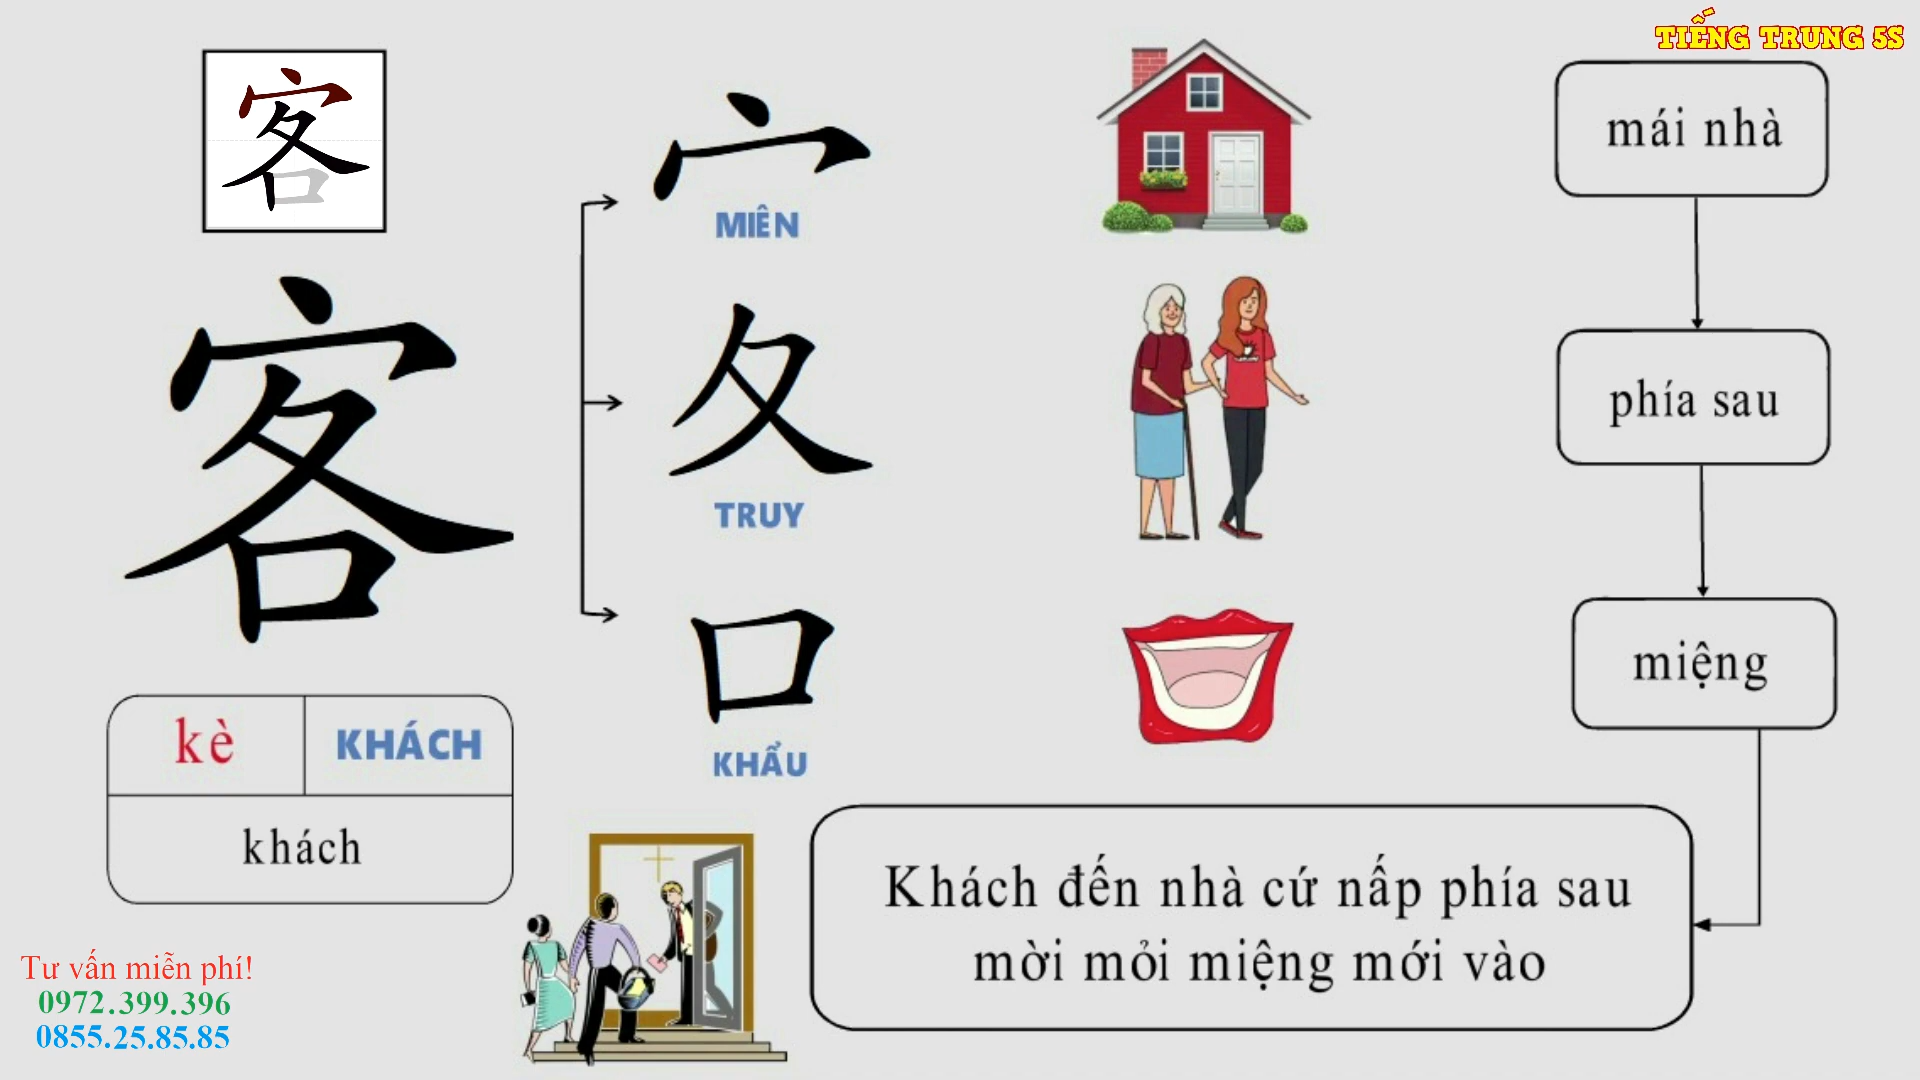 TIẾNG TRUNG 5S
客
客
宀
MIÊN
夂
TRUY
口
KHẨU
mái nhà
phía sau
miệng
kè
KHÁCH
khách
Khách đến nhà cứ nấp phía sau
mời mỏi miệng mới vào
Tư vấn miễn phí!
0972.399.396
0855.25.85.85